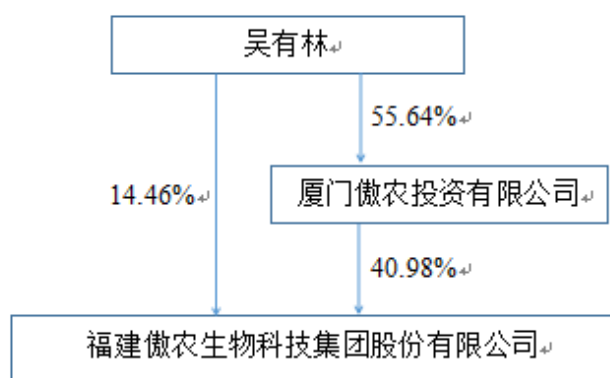 吴有林
55.64%
14.46%
厦门傲农投资有限公司
40.98%
福建傲农生物科技集团股份有限公司